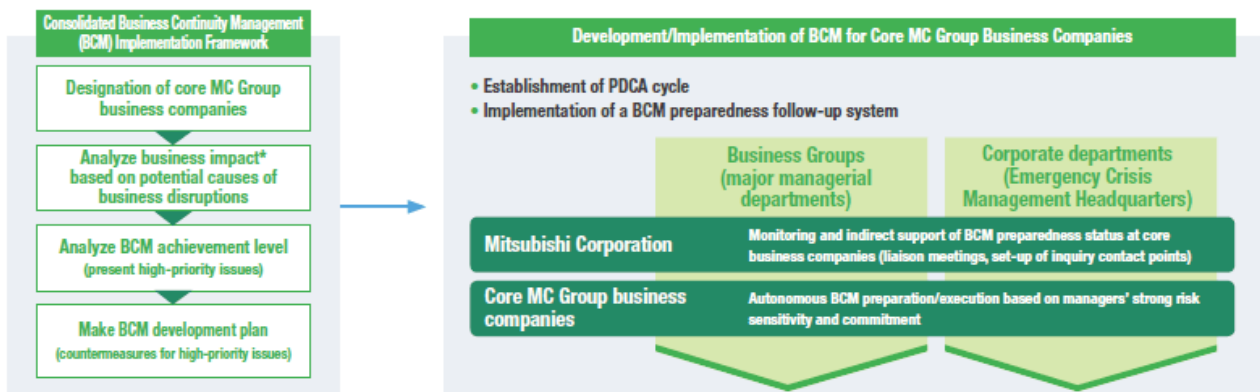 Consolidated Business Continuity Management
(BCM) Implementation Framework
Designation of core MC Group
business companies
Analyze business impact*
based on potential causes of
business disruptions
Analyze BCM achievement level
(present high-priority issues)
Make BCM development plan
(countermeasures for high-priority issues)
Development/Implementation of BCM for Core MC Group Business Companies
• Establishment of PDCA cycle
• Implementation of a BCM preparedness follow-up system
Business Groups
(major managerial
departments)
Corporate departments
(Emergency Crisis
Management Headquarters)
Mitsubishi Corporation
Monitoring and indirect support of BCM preparedness status at core
business companies (liaison meetings, set-up of inquiry contact points)
Core MC Group business
companies
Autonomous BCM preparation/execution based on managers' strong risk
sensitivity and commitment